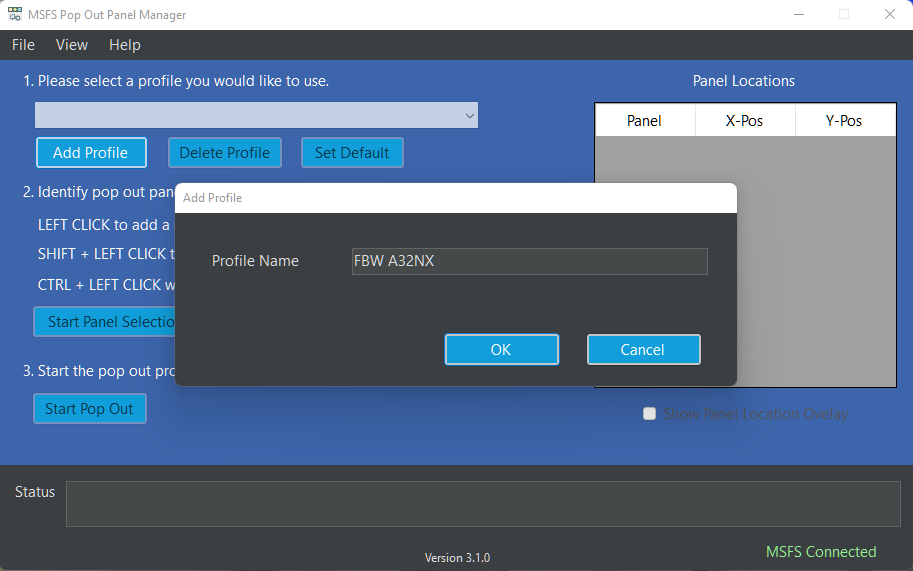 MSFS Pop Out Panel Manager
File View Help
1. Please select a profile you would like to use.
Panel Locations
Panel X-Pos Y-Pos
Add Profile Delete Profile Set Default
2. Identify pop out pan
Add Profile
LEFT CLICK to add a
SHIFT + LEFT CLICK t
CTRL + LEFT CLICK w
Profile Name FBW A32NX
Start Panel Selectio
OK Cancel
3. Start the pop out pro
Start Pop Out
Show Panel Location Ovelay
Status
Version 3.1.0
MSFS Connected